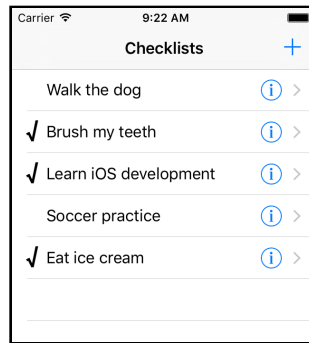 Carrier 9:22 AM
Checklists +
Walk the dog
√ Brush my teeth
√ Learn iOS development
Soccer practice
√ Eat ice cream